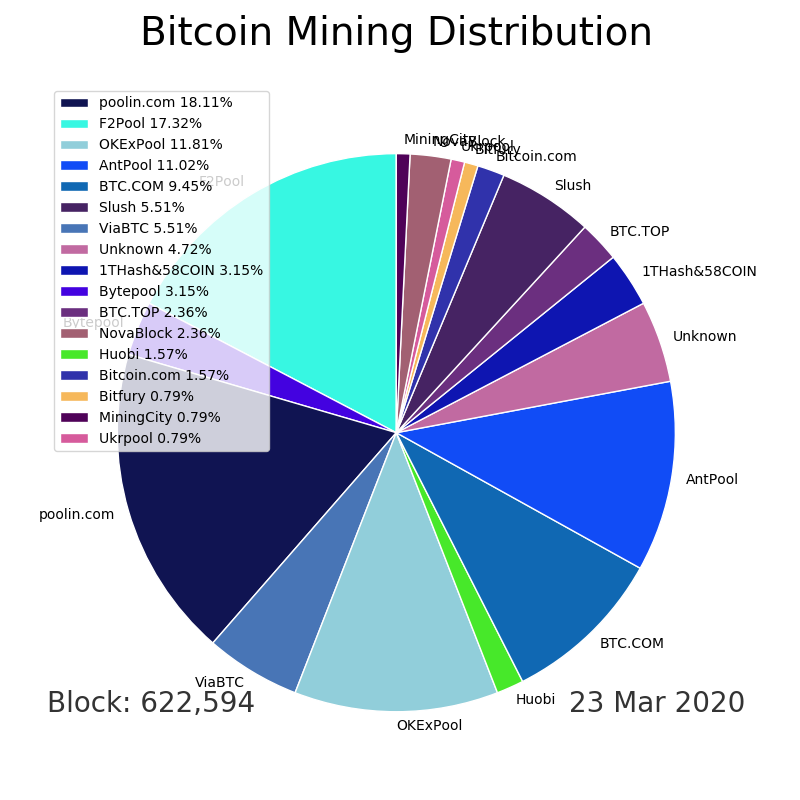 Bitcoin Mining Distribution
poolin.com 18.11%
F2Pool 17.32%
OKExPool 11.81%
AntPool 11.02%
BTC.COM 9.45%
Slush 5.51%
ViaBTC 5.51%
Unknown 4.72%
1THash&58COIN 3.15%
Bytepool 3.15%
BTC.TOP 2.36%
NovaBlock 2.36%
Huobi 1.57%
Bitcoin.com 1.57%
Bitfury 0.79%
MiningCity 0.79%
Ukrpool 0.79%
MiningCity
NovaBlock
Ukrpool
Bitfury
Bitcoin.com
Slush
BTC.TOP
1THash&58COIN
Unknown
AntPool
BTC.COM
Huobi
OKExPool
ViaBTC
poolin.com
Bytepool
F2Pool
Block: 622,594
23 Mar 2020